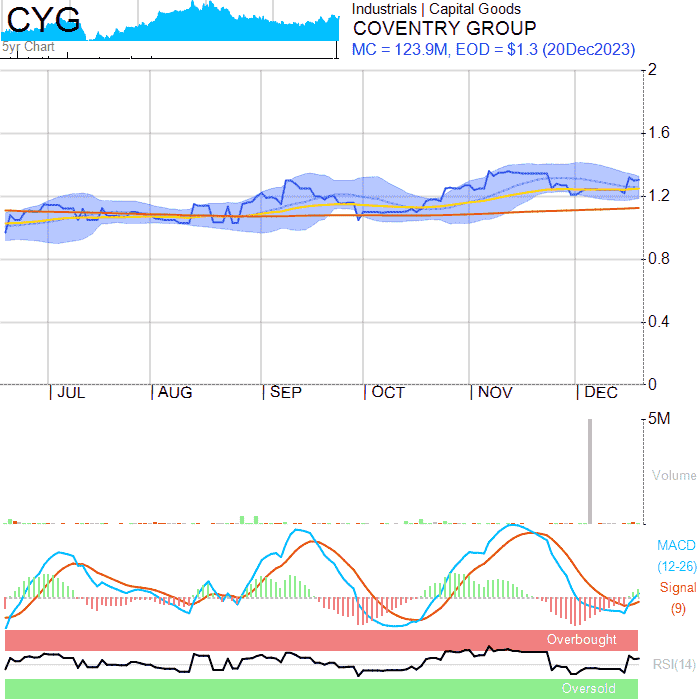 CYG
5yr Chart
Industrials | Capital Goods
COVENTRY GROUP
MC = 123.9M, EOD = $1.3 (20Dec2023)
2
1.6
1.2
0.8
0.4
0
JUL AUG SEP OCT NOV DEC
5M
Volume
MACD
(12-26)
Signal
(9)
Overbought
RSI(14)
Oversold